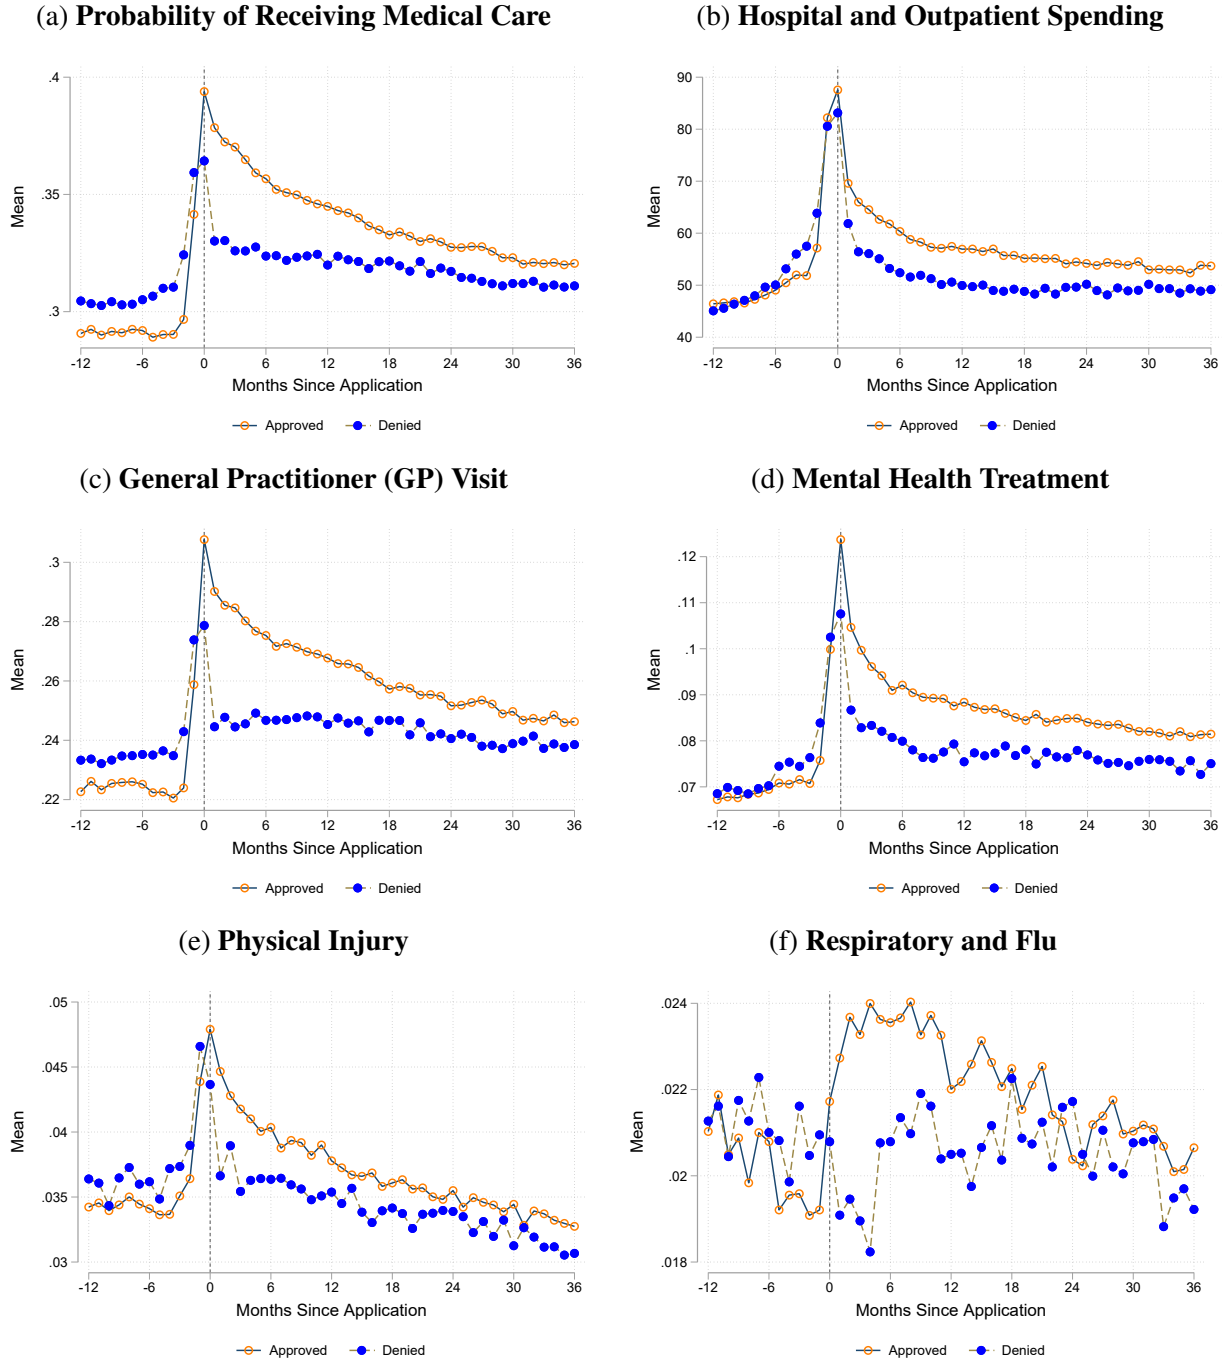 (a) Probability of Receiving Medical Care
.4
.35
.3
Mean
-12 -6 0 6 12 18 24 30 36
Months Since Application
Approved Denied
(b) Hospital and Outpatient Spending
90
80
70
60
50
40
Mean
-12 -6 0 6 12 18 24 30 36
Months Since Application
Approved Denied
(c) General Practitioner (GP) Visit
.3
.28
.26
.24
.22
Mean
-12 -6 0 6 12 18 24 30 36
Months Since Application
Approved Denied
(d) Mental Health Treatment
.12
.11
.1
.09
.08
.07
Mean
-12 -6 0 6 12 18 24 30 36
Months Since Application
Approved Denied
(e) Physical Injury
.05
.045
.04
.035
.03
Mean
-12 -6 0 6 12 18 24 30 36
Months Since Application
Approved Denied
(f) Respiratory and Flu
.024
.022
.02
.018
Mean
-12 -6 0 6 12 18 24 30 36
Months Since Application
Approved Denied